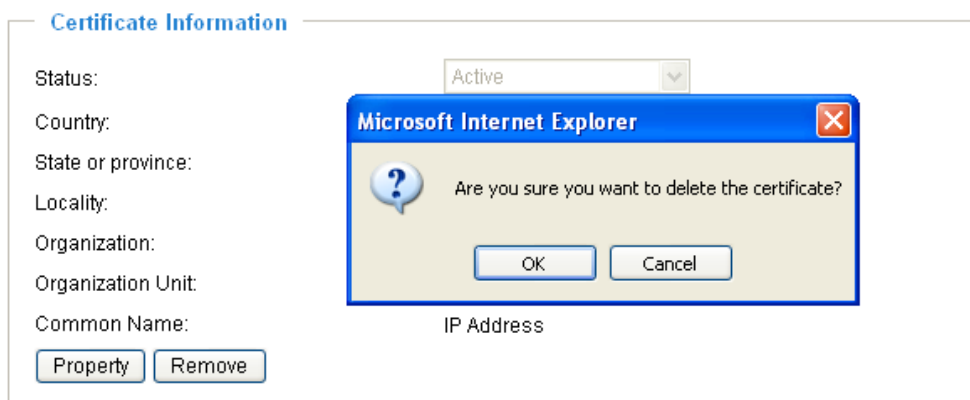 Certificate Information
Status:
Active
Country:
Microsoft Internet Explorer
State or province:
Are you sure you want to delete the certificate?
Locality:
Organization:
OK
Cancel
Organization Unit:
Common Name:
IP Address
Property
Remove